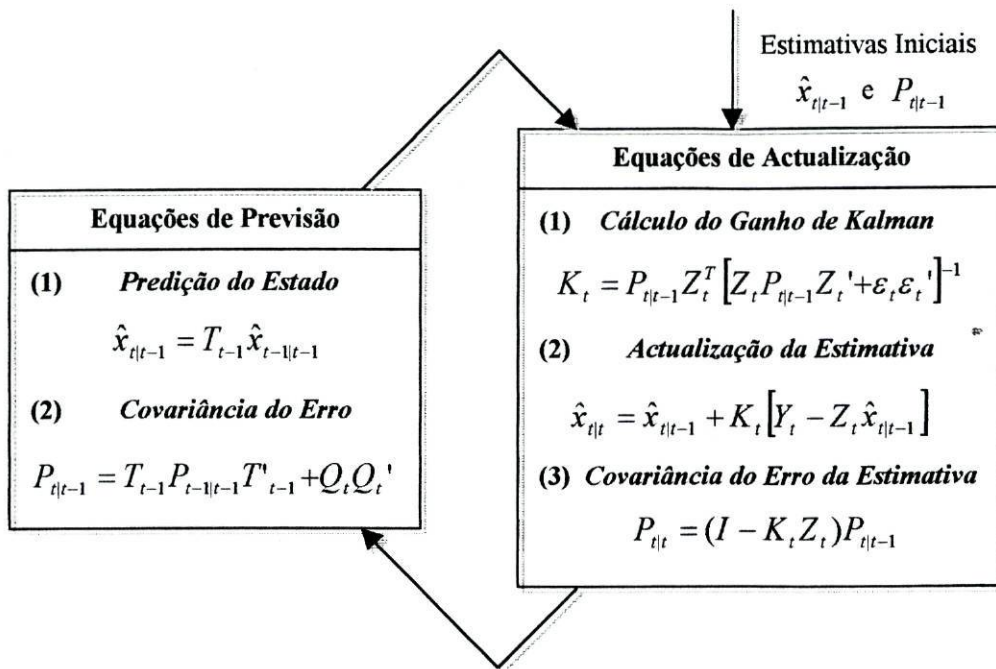 Estimativas Iniciais
x̂_{t|t-1} e P_{t|t-1}
Equações de Previsão
(1) Predição do Estado
x̂_{t|t-1} = T_{t-1} x̂_{t-1|t-1}
(2) Covariância do Erro
P_{t|t-1} = T_{t-1} P_{t-1|t-1} T'_{t-1} + Q_t Q_t'
Equações de Actualização
(1) Cálculo do Ganho de Kalman
K_t = P_{t|t-1} Z_t^T [Z_t P_{t|t-1} Z_t' + ε_t ε_t']^{-1}
(2) Actualização da Estimativa
x̂_{t|t} = x̂_{t|t-1} + K_t [Y_t − Z_t x̂_{t|t-1}]
(3) Covariância do Erro da Estimativa
P_{t|t} = (I − K_t Z_t) P_{t|t-1}